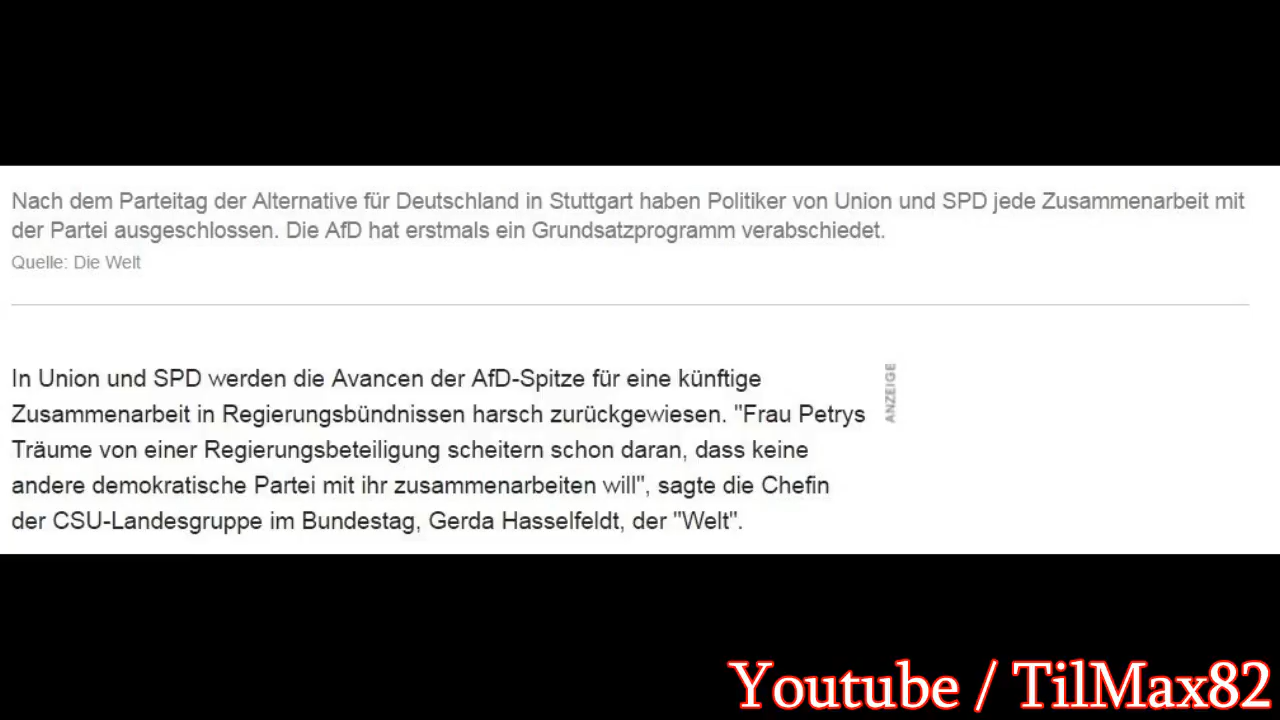 Nach dem Parteitag der Alternative für Deutschland in Stuttgart haben Politiker von Union und SPD jede Zusammenarbeit mit
der Partei ausgeschlossen. Die AfD hat erstmals ein Grundsatzprogramm verabschiedet.
Quelle: Die Welt
In Union und SPD werden die Avancen der AfD-Spitze für eine künftige
Zusammenarbeit in Regierungsbündnissen harsch zurückgewiesen. "Frau Petrys
Träume von einer Regierungsbeteiligung scheitern schon daran, dass keine
andere demokratische Partei mit ihr zusammenarbeiten will", sagte die Chefin
der CSU-Landesgruppe im Bundestag, Gerda Hasselfeldt, der "Welt".
ANZEIGE
Youtube / TilMax82